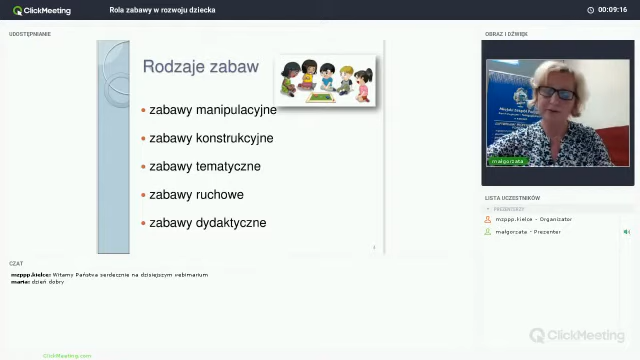 ClickMeeting
Rola zabawy w rozwoju dziecka
00:09:16
UDOSTĘPNIANIE
Rodzaje zabaw
zabawy manipulacyjne
zabawy konstrukcyjne
zabawy tematyczne
zabawy ruchowe
zabawy dydaktyczne
OBRAZ I DŹWIĘK
małgorzata
LISTA UCZESTNIKÓW
PREZENTERZY
mzppp.kielce - Organizator
małgorzata - Prezenter
CZAT
mzppp.kielce: Witamy Państwa serdecznie na dzisiejszym webinarium
maria: dzień dobry
ClickMeeting
ClickMeeting.com